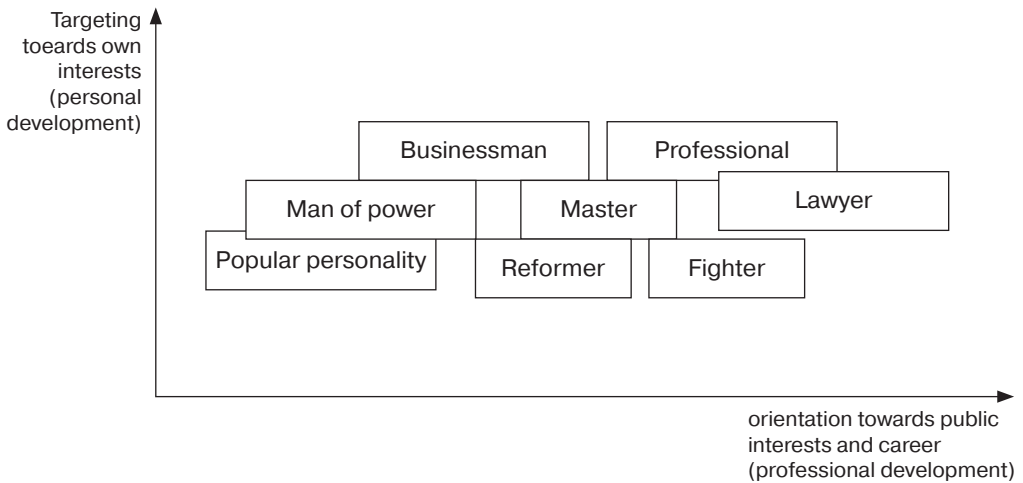 Targeting
toeards own
interests
(personal
development)
Businessman
Professional
Man of power
Master
Lawyer
Popular personality
Reformer
Fighter
orientation towards public
interests and career
(professional development)